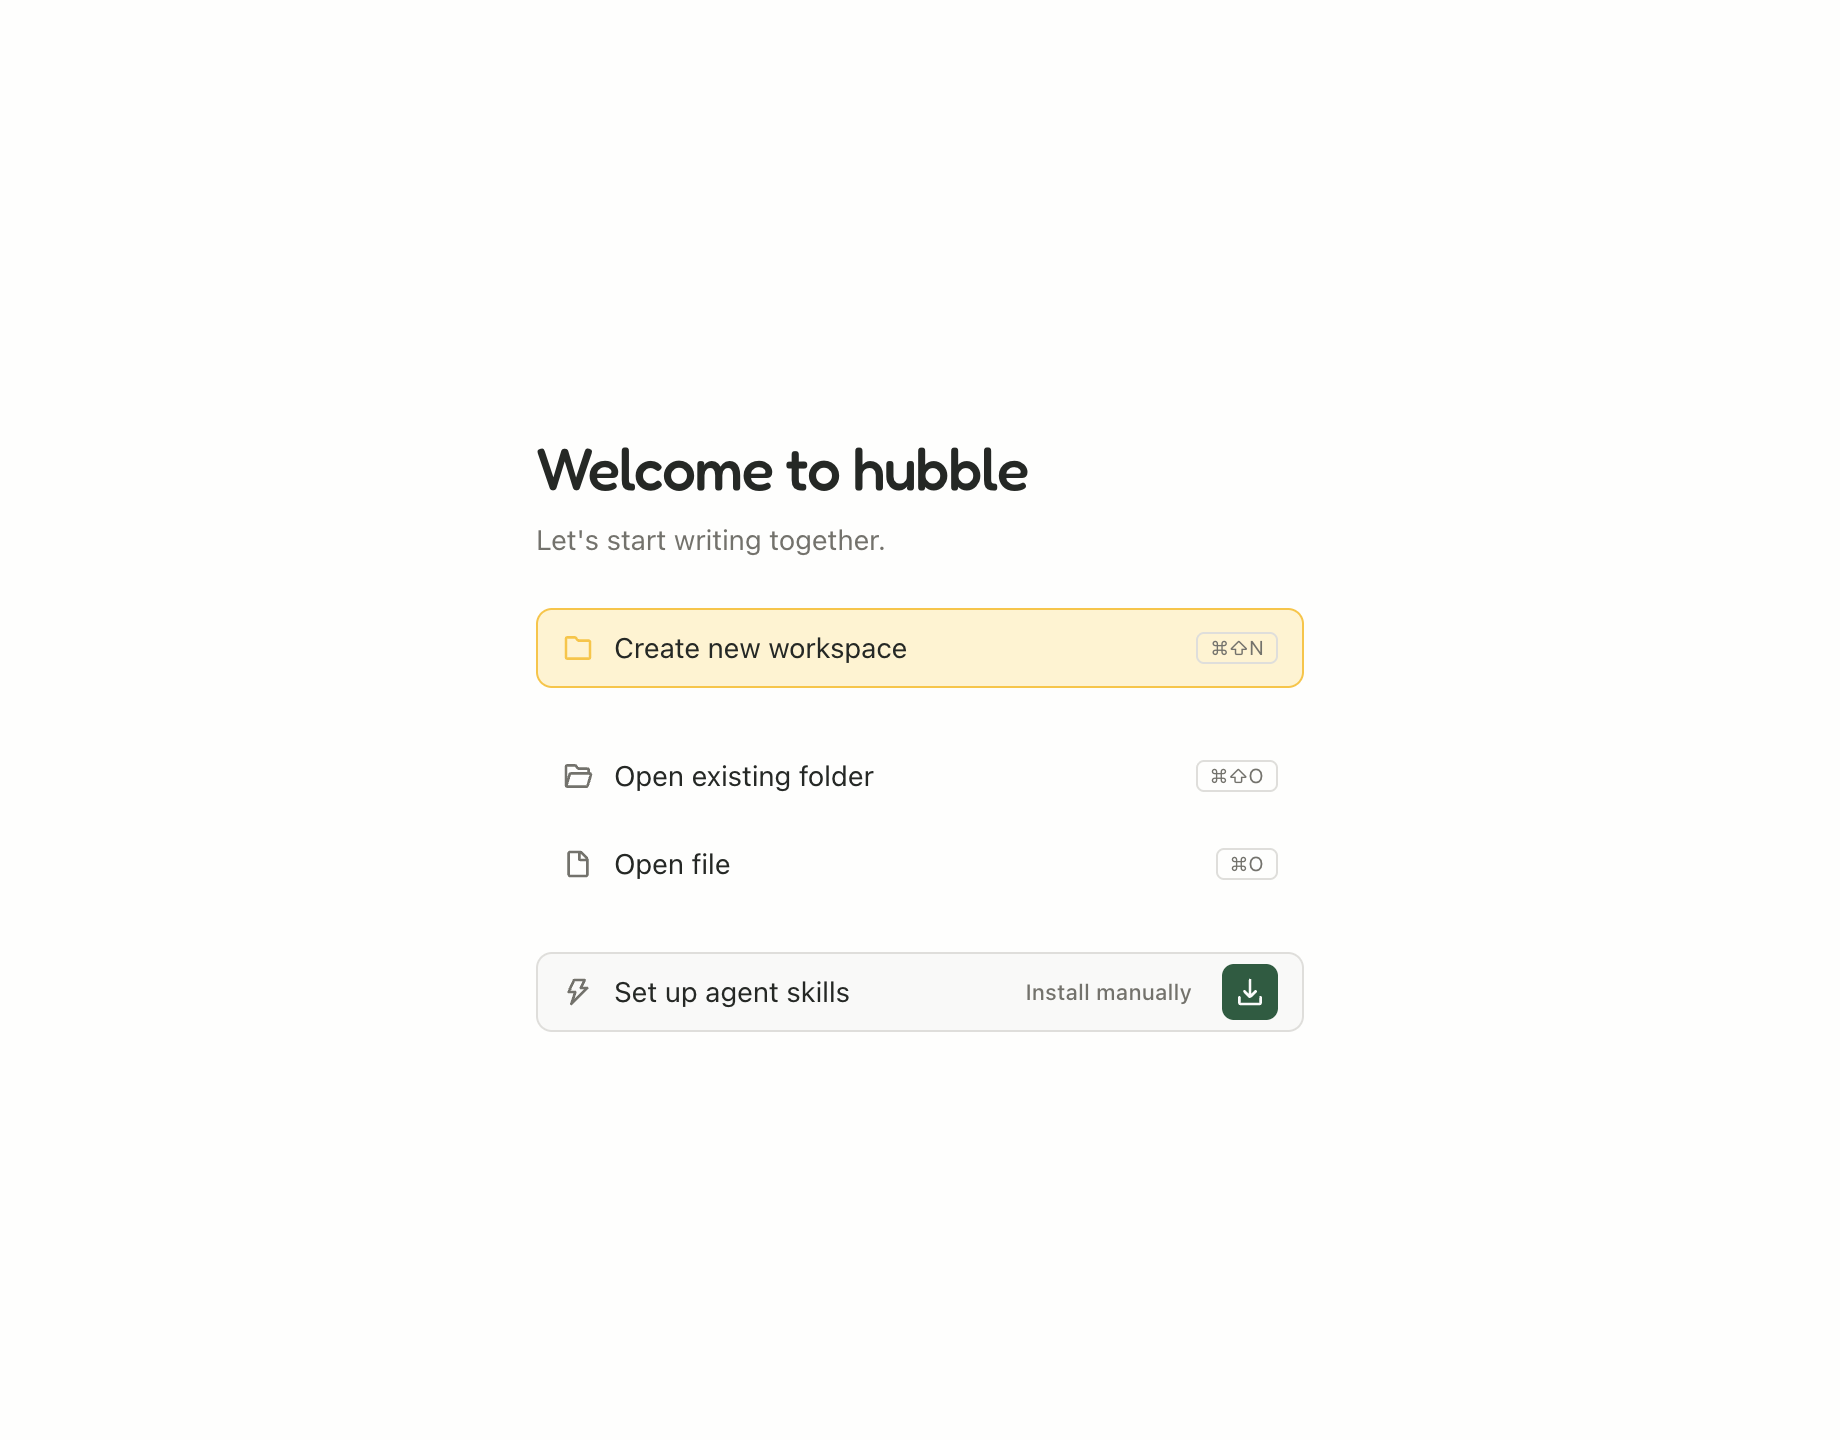 Welcome to hubble
Let's start writing together.
Create new workspace ⌘⇧N
Open existing folder ⌘⇧O
Open file ⌘O
Set up agent skills Install manually